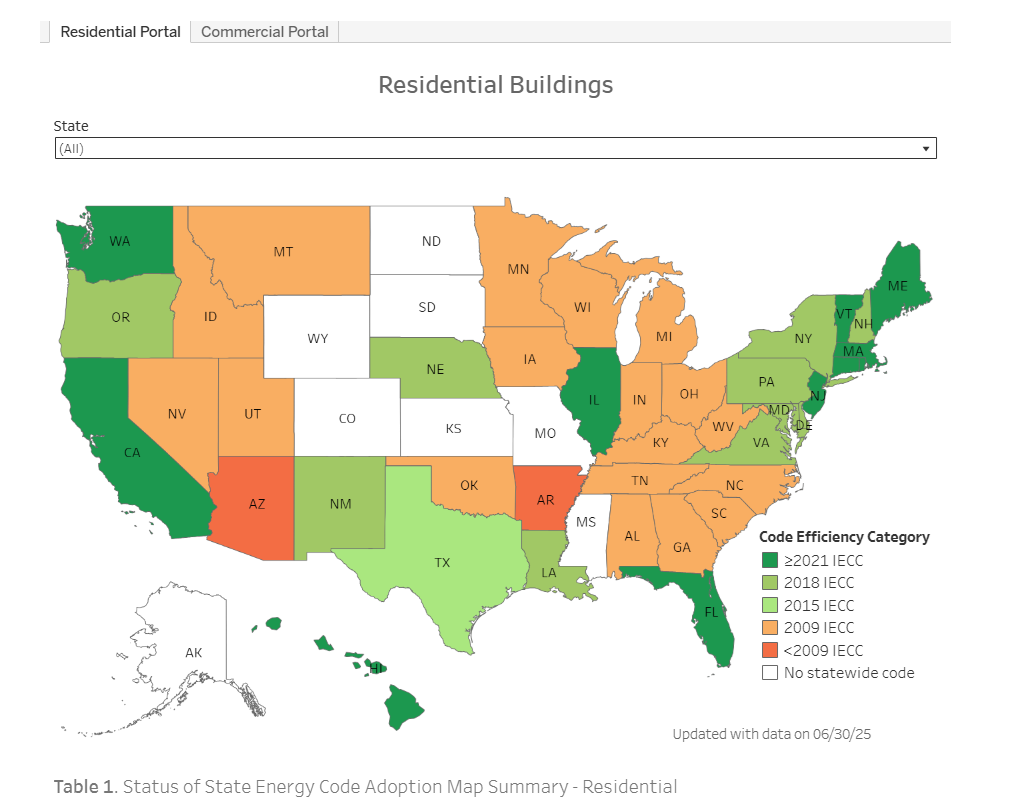 Residential Portal Commercial Portal
Residential Buildings
State
(All)
WA
MT
ND
MN
ME
OR
ID
SD
WI
VT
NH
WY
MI
NY
MA
IA
NE
PA
NJ
NV
UT
CO
IL
IN
OH
MD
DE
KS
MO
WV
KY
VA
CA
AZ
NM
OK
AR
TN
NC
SC
MS
AL
GA
TX
LA
FL
AK
HI
Code Efficiency Category
≥2021 IECC
2018 IECC
2015 IECC
2009 IECC
<2009 IECC
No statewide code
Updated with data on 06/30/25
Table 1. Status of State Energy Code Adoption Map Summary - Residential